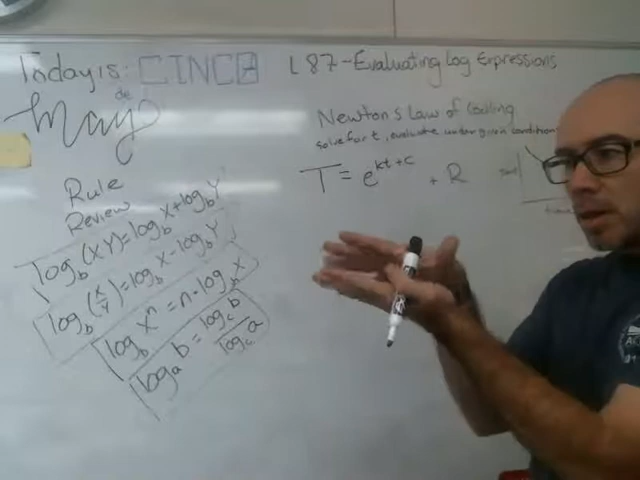 Today is: CINCO
de
May
L 87 - Evaluating Log Expressions
Newton's Law of Cooling
solve for t, evaluate under given conditions
T = e^{kt+c} + R
Rule
Review
log_b (XY) = log_b X + log_b Y
log_b (X/Y) = log_b X - log_b Y
log_b X^n = n · log_b X
log_a b = log_c b / log_c a